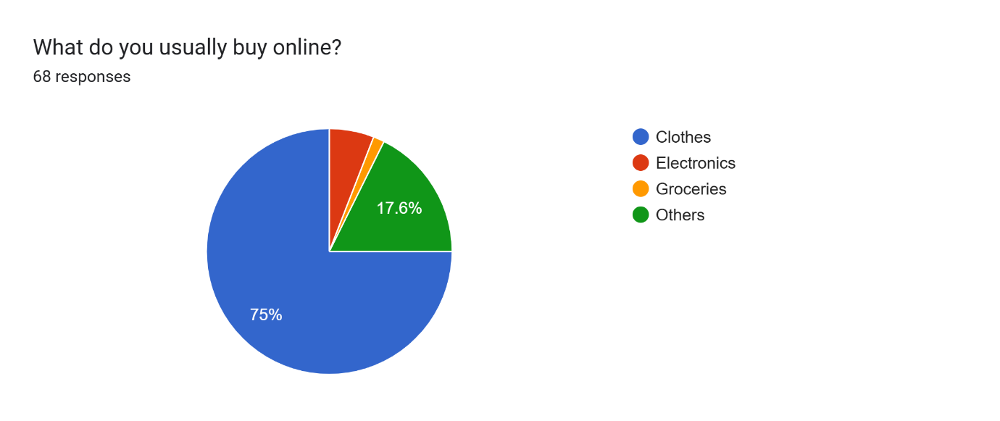 What do you usually buy online?
68 responses
17.6%
75%
Clothes
Electronics
Groceries
Others